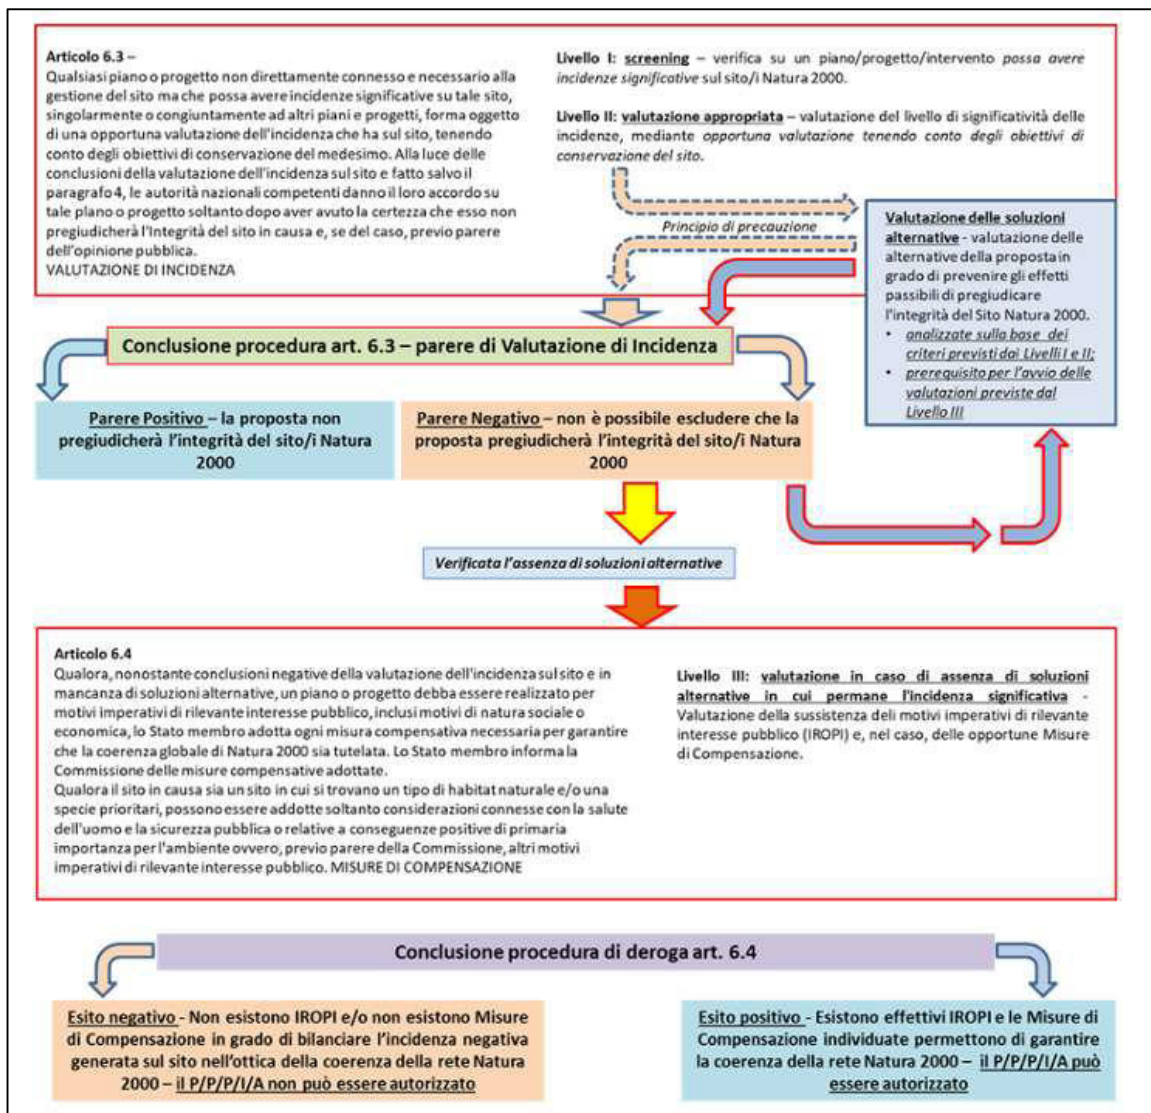 Articolo 6.3 –
Qualsiasi piano o progetto non direttamente connesso e necessario alla
gestione del sito ma che possa avere incidenze significative su tale sito,
singolarmente o congiuntamente ad altri piani e progetti, forma oggetto
di una opportuna valutazione dell'incidenza che ha sul sito, tenendo
conto degli obiettivi di conservazione del medesimo. Alla luce delle
conclusioni della valutazione dell'incidenza sul sito e fatto salvo il
paragrafo 4, le autorità nazionali competenti danno il loro accordo su
tale piano o progetto soltanto dopo aver avuto la certezza che esso non
pregiudicherà l'integrità del sito in causa e, se del caso, previo parere
dell'opinione pubblica.
VALUTAZIONE DI INCIDENZA
Livello I: screening – verifica su un piano/progetto/intervento possa avere
incidenze significative sul sito/i Natura 2000.
Livello II: valutazione appropriata – valutazione del livello di significatività delle
incidenze, mediante opportuna valutazione tenendo conto degli obiettivi di
conservazione del sito.
Principio di precauzione
Valutazione delle soluzioni
alternative - valutazione delle
alternative della proposta in
grado di prevenire gli effetti
passibili di pregiudicare
l'integrità del Sito Natura 2000.
• analizzate sulla base dei
criteri previsti dai Livelli I e II;
• prerequisito per l'avvio delle
valutazioni previste dal
Livello III
Conclusione procedura art. 6.3 – parere di Valutazione di Incidenza
Parere Positivo – la proposta non
pregiudicherà l'integrità del sito/i Natura
2000
Parere Negativo – non è possibile escludere che la
proposta pregiudicherà l'integrità del sito/i Natura
2000
Verificata l'assenza di soluzioni alternative
Articolo 6.4
Qualora, nonostante conclusioni negative della valutazione dell'incidenza sul sito e in
mancanza di soluzioni alternative, un piano o progetto debba essere realizzato per
motivi imperativi di rilevante interesse pubblico, inclusi motivi di natura sociale o
economica, lo Stato membro adotta ogni misura compensativa necessaria per garantire
che la coerenza globale di Natura 2000 sia tutelata. Lo Stato membro informa la
Commissione delle misure compensative adottate.
Qualora il sito in causa sia un sito in cui si trovano un tipo di habitat naturale e/o una
specie prioritari, possono essere addotte soltanto considerazioni connesse con la salute
dell'uomo e la sicurezza pubblica o relative a conseguenze positive di primaria
importanza per l'ambiente ovvero, previo parere della Commissione, altri motivi
imperativi di rilevante interesse pubblico. MISURE DI COMPENSAZIONE
Livello III: valutazione in caso di assenza di soluzioni
alternative in cui permane l'incidenza significativa -
Valutazione della sussistenza deli motivi imperativi di rilevante
interesse pubblico (IROPI) e, nel caso, delle opportune Misure
di Compensazione.
Conclusione procedura di deroga art. 6.4
Esito negativo - Non esistono IROPI e/o non esistono Misure
di Compensazione in grado di bilanciare l'incidenza negativa
generata sul sito nell'ottica della coerenza della rete Natura
2000 – il P/P/P/I/A non può essere autorizzato
Esito positivo - Esistono effettivi IROPI e le Misure di
Compensazione individuate permettono di garantire
la coerenza della rete Natura 2000 – il P/P/P/I/A può
essere autorizzato